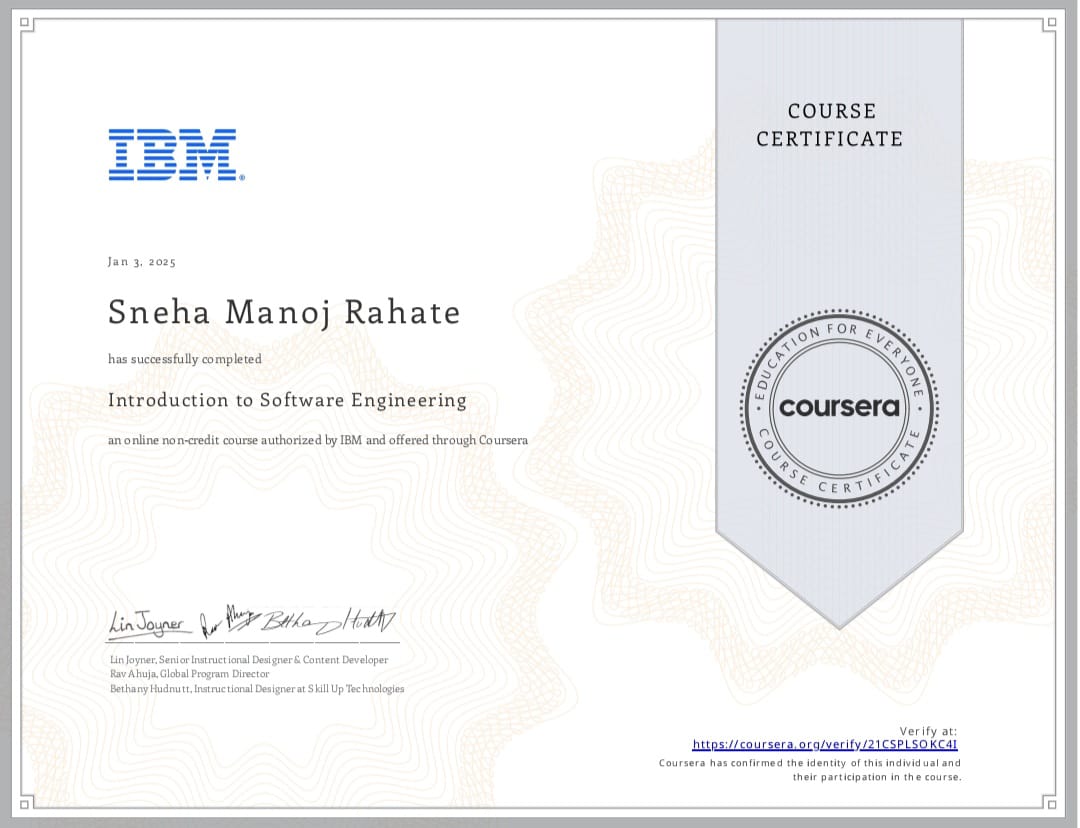 COURSE
CERTIFICATE
IBM®
Jan 3, 2025
Sneha Manoj Rahate
has successfully completed
Introduction to Software Engineering
an online non-credit course authorized by IBM and offered through Coursera
EDUCATION FOR EVERYONE
coursera
COURSE CERTIFICATE
Lin Joyner
Lin Joyner, Senior Instructional Designer & Content Developer
Rav Ahuja, Global Program Director
Bethany Hudnutt, Instructional Designer at Skill Up Technologies
Verify at:
https://coursera.org/verify/21CSPLSOKC4I
Coursera has confirmed the identity of this individual and
their participation in the course.